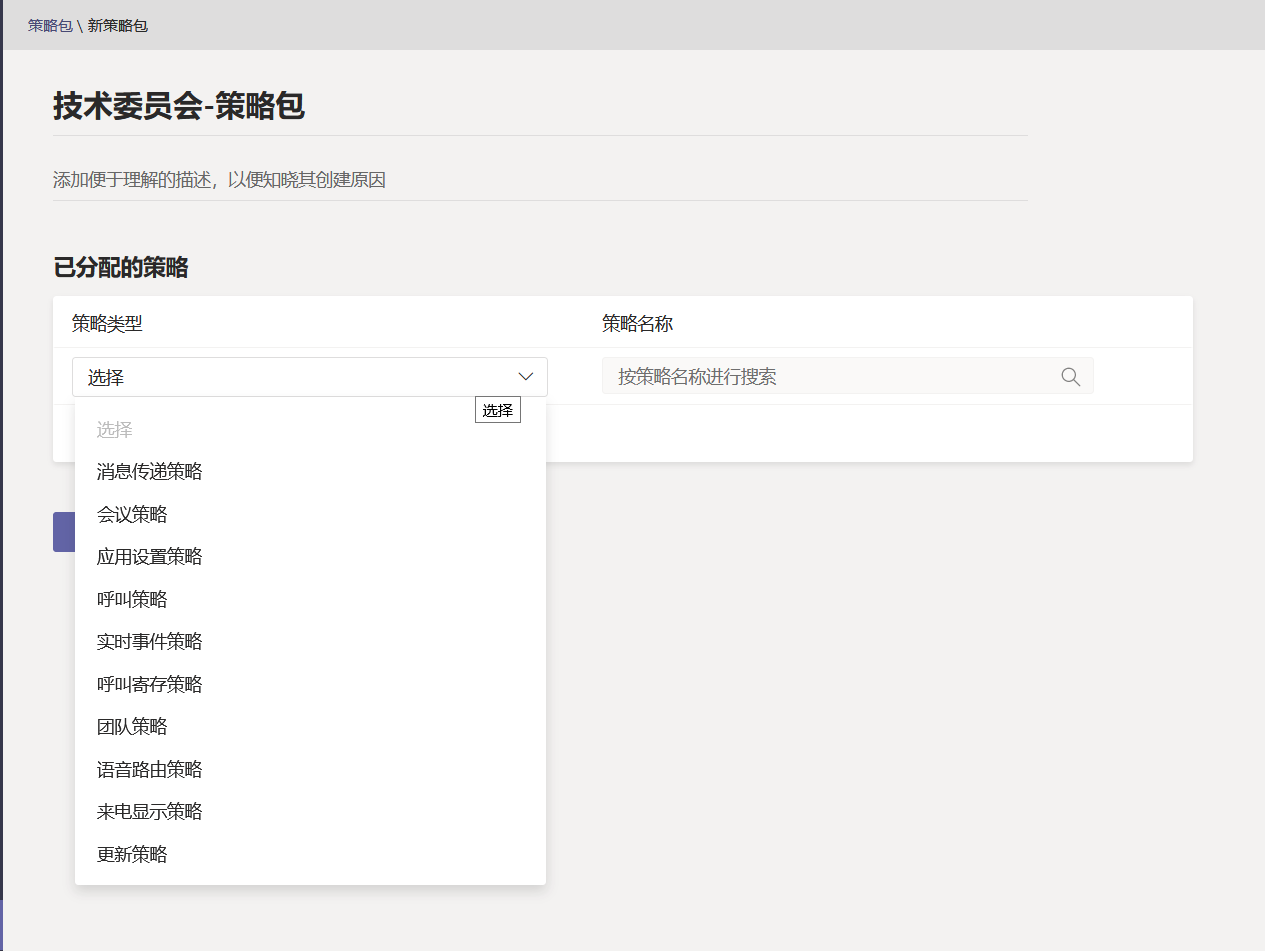 策略包 \ 新策略包
技术委员会-策略包
添加便于理解的描述，以便知晓其创建原因
已分配的策略
策略类型 策略名称
选择 按策略名称进行搜索
选择
选择
消息传递策略
会议策略
应用设置策略
呼叫策略
实时事件策略
呼叫寄存策略
团队策略
语音路由策略
来电显示策略
更新策略